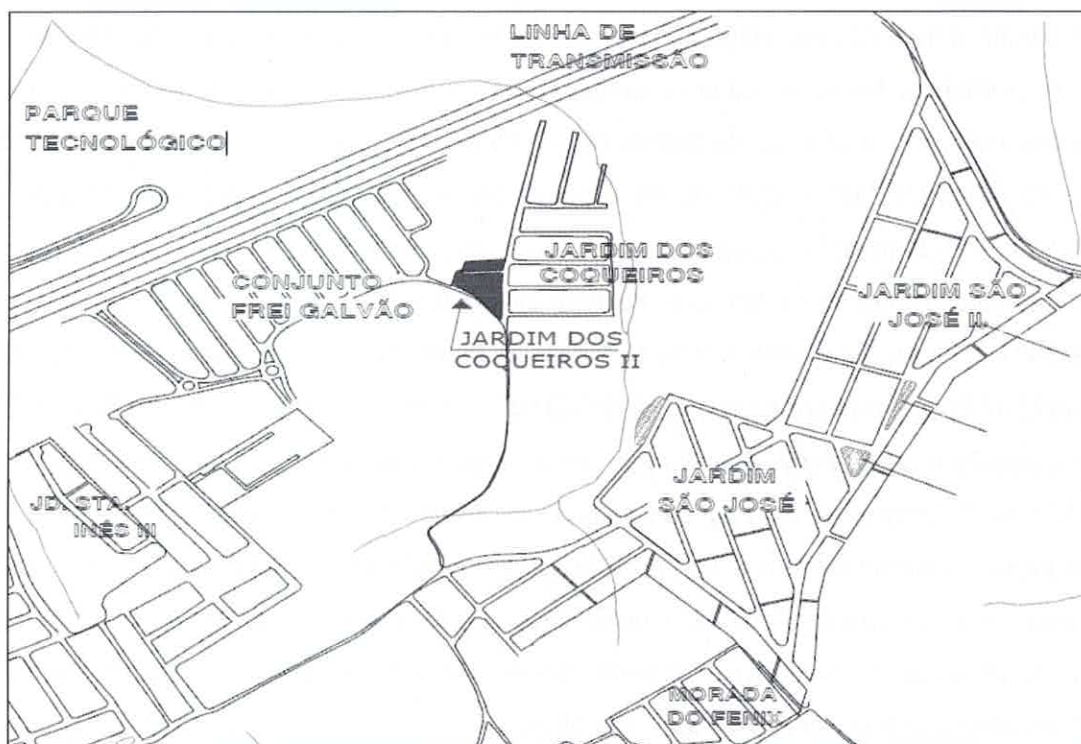 LINHA DE
TRANSMISSÃO
PARQUE
TECNOLÓGICO
JARDIM DOS
COQUEIROS
CONJUNTO
FREI GALVÃO
JARDIM SÃO
JOSÉ II.
JARDIM DOS
COQUEIROS II
JARDIM
SÃO JOSÉ
JD. STA.
INÊS III
MORADA
DO FENIX